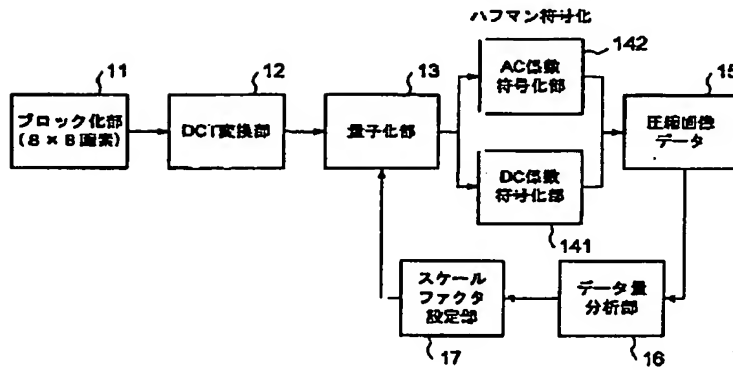 ハフマン符号化
11
ブロック化部
(8×8画素)
12
DCT変換部
13
量子化部
142
AC係数
符号化部
DC係数
符号化部
141
15
圧縮画像
データ
スケール
ファクタ
設定部
17
データ量
分析部
16